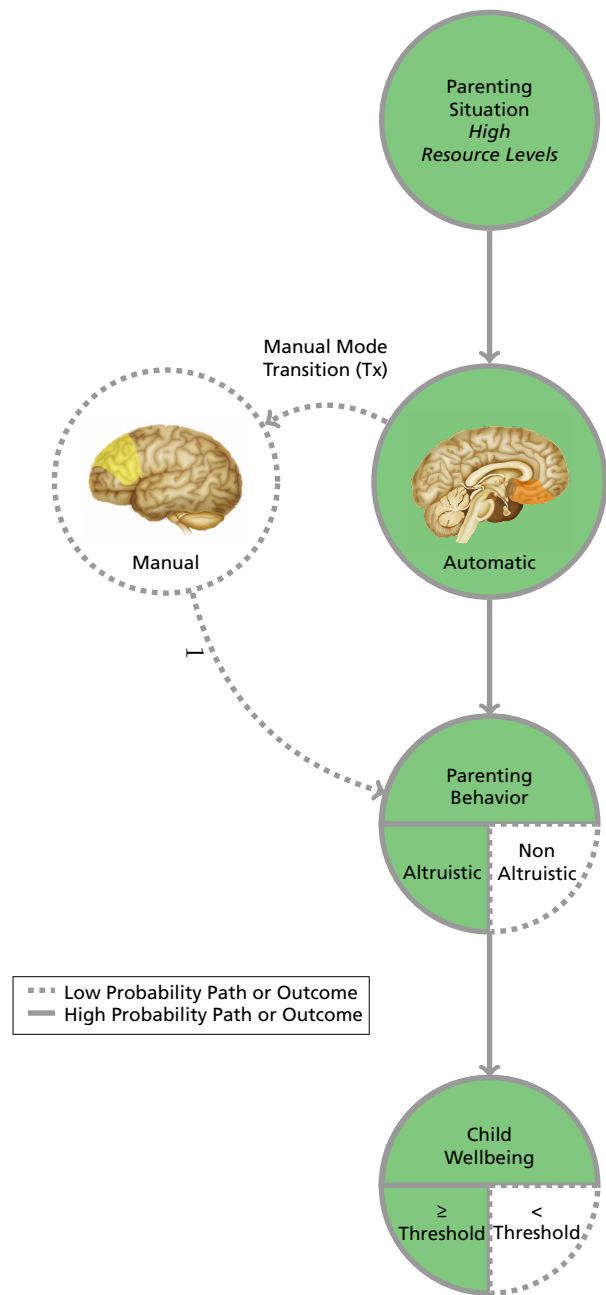 Parenting
Situation
High
Resource Levels
Manual Mode
Transition (Tx)
Manual
Automatic
1
Parenting
Behavior
Altruistic
Non
Altruistic
Low Probability Path or Outcome
High Probability Path or Outcome
Child
Wellbeing
≥
Threshold
<
Threshold